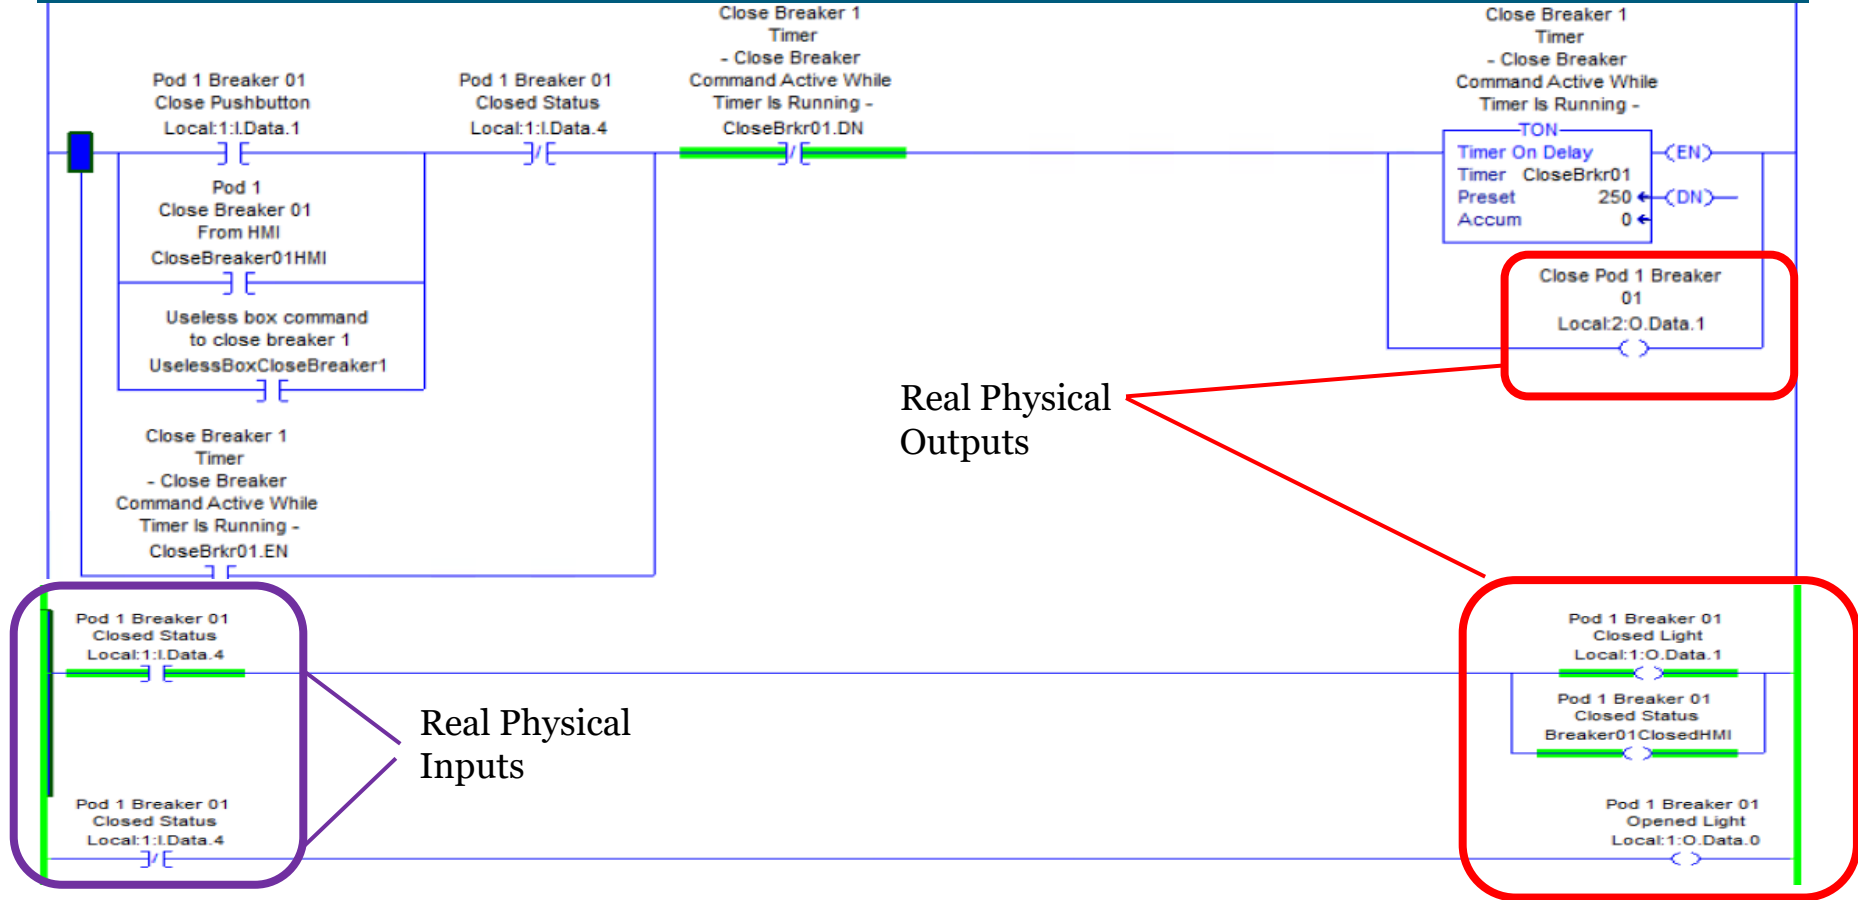 Close Breaker 1
Timer
- Close Breaker
Command Active While
Timer Is Running -
CloseBrkr01.DN
Close Breaker 1
Timer
- Close Breaker
Command Active While
Timer Is Running -
Pod 1 Breaker 01
Close Pushbutton
Local:1:I.Data.1
Pod 1 Breaker 01
Closed Status
Local:1:I.Data.4
TON
Timer On Delay
Timer CloseBrkr01
Preset 250
Accum 0
EN
DN
Pod 1
Close Breaker 01
From HMI
CloseBreaker01HMI
Useless box command
to close breaker 1
UselessBoxCloseBreaker1
Close Pod 1 Breaker
01
Local:2:O.Data.1
Real Physical
Outputs
Close Breaker 1
Timer
- Close Breaker
Command Active While
Timer Is Running -
CloseBrkr01.EN
Pod 1 Breaker 01
Closed Status
Local:1:I.Data.4
Pod 1 Breaker 01
Closed Light
Local:1:O.Data.1
Pod 1 Breaker 01
Closed Status
Breaker01ClosedHMI
Real Physical
Inputs
Pod 1 Breaker 01
Closed Status
Local:1:I.Data.4
Pod 1 Breaker 01
Opened Light
Local:1:O.Data.0